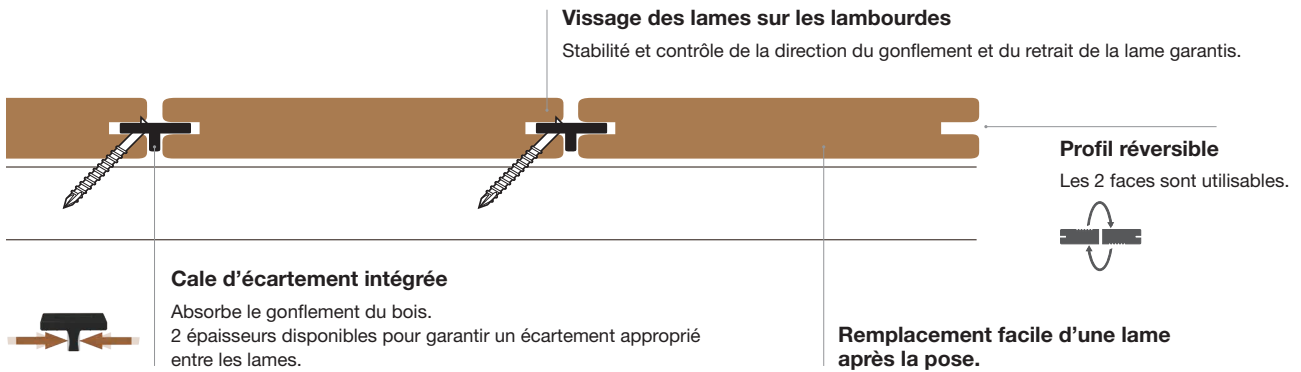 Vissage des lames sur les lambourdes
Stabilité et contrôle de la direction du gonflement et du retrait de la lame garantis.
Profil réversible
Les 2 faces sont utilisables.
Cale d’écartement intégrée
Absorbe le gonflement du bois.
2 épaisseurs disponibles pour garantir un écartement approprié
entre les lames.
Remplacement facile d’une lame
après la pose.